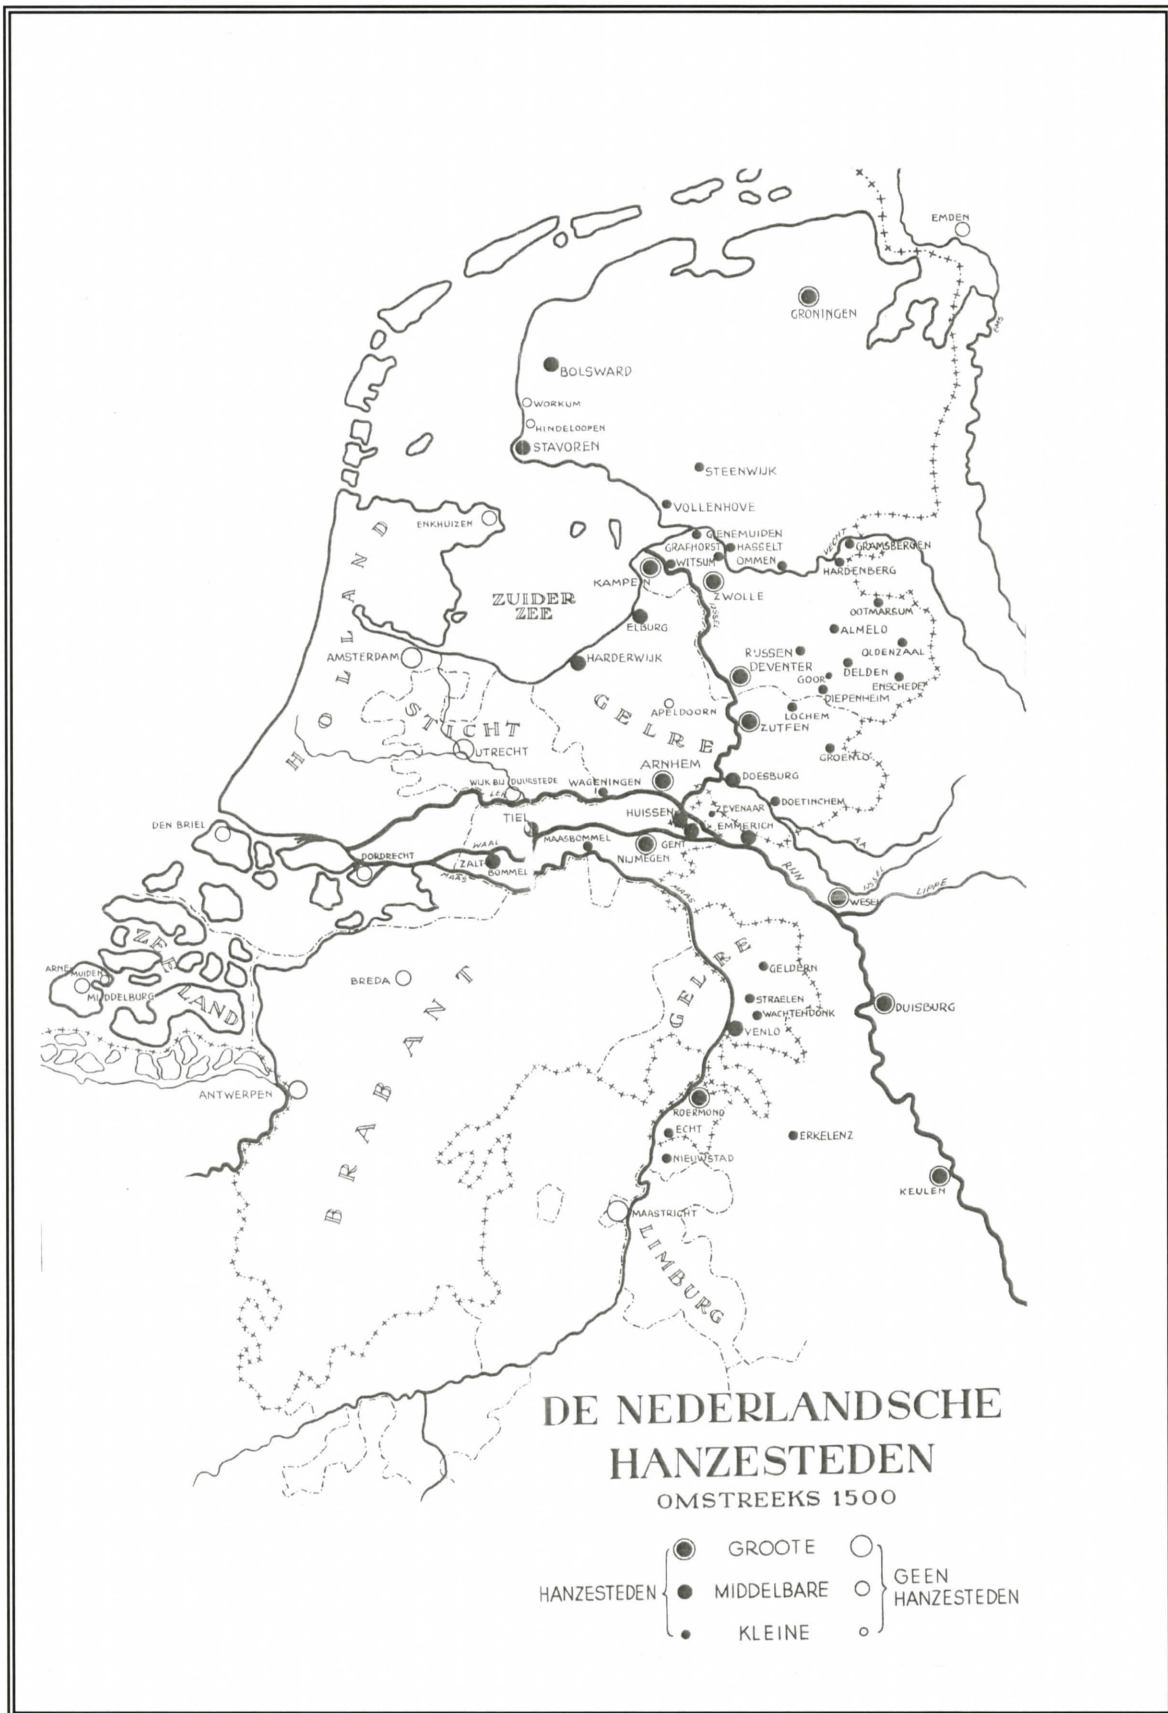 EMDEN
GRONINGEN
EMS
BOLSWARD
WORKUM
HINDELOOPEN
STAVOREN
STEENWIJK
VOLLENHOVE
ENKHUIZEN
GENEMUIDEN
GRAFHORST
HASSELT
VECHT
GRAMSBERGEN
WITSUM
OMMEN
HARDENBERG
KAMPEN
ZWOLLE
ZUIDER
ZEE
OOTMARSUM
IJSSEL
ELBURG
ALMELO
HOLLAND
AMSTERDAM
HARDERWIJK
RIJSSEN
OLDENZAAL
DEVENTER
DELDEN
GOOR
ENSCHEDE
DIEPENHEIM
APELDOORN
LOCHEM
GELRE
STICHT
ZUTFEN
UTRECHT
GROENLO
ARNHEM
WIJK BIJ DUURSTEDE
WAGENINGEN
DOESBURG
LEK
DOETINCHEM
ZEVENAAR
HUISSEN
TIEL
DEN BRIEL
EMMERICH
MAASBOMMEL
WAAL
GENT
AA
DORDRECHT
NIJMEGEN
ZALT
BOMMEL
MAAS
RIJN
IJSEL
LIPPE
MAAS
WESEL
ZEELAND
GELRE
ARNE
MUIDEN
MIDDELBURG
BREDA
GELDERN
STRAELEN
DUISBURG
WACHTENDONK
VENLO
BRABANT
ANTWERPEN
ROERMOND
ECHT
ERKELENZ
NIEUWSTAD
KEULEN
MAASTRICHT
LIMBURG
DE NEDERLANDSCHE
HANZESTEDEN
OMSTREEKS 1500
GROOTE
HANZESTEDEN
MIDDELBARE
GEEN
HANZESTEDEN
KLEINE